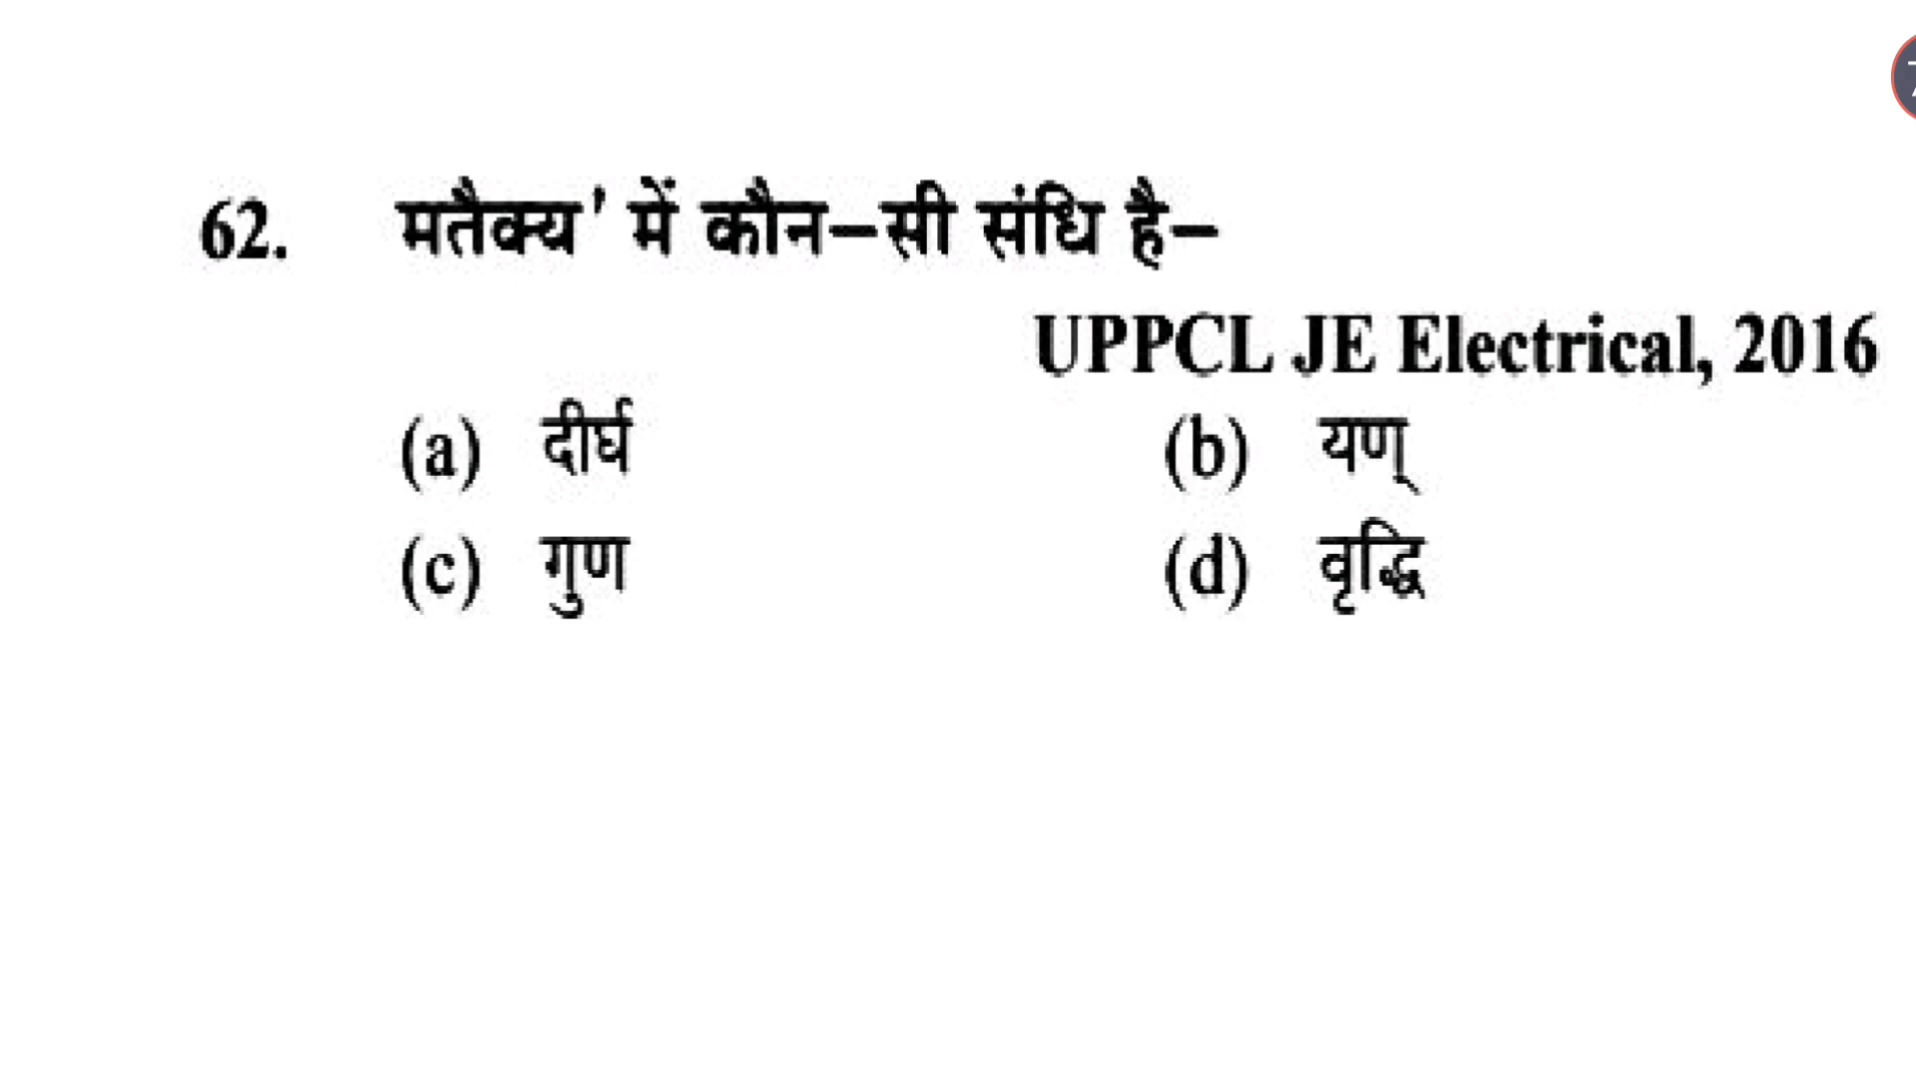 62. मतैक्य' में कौन–सी संधि है–
UPPCL JE Electrical, 2016
(a) दीर्घ (b) यण्
(c) गुण (d) वृद्धि